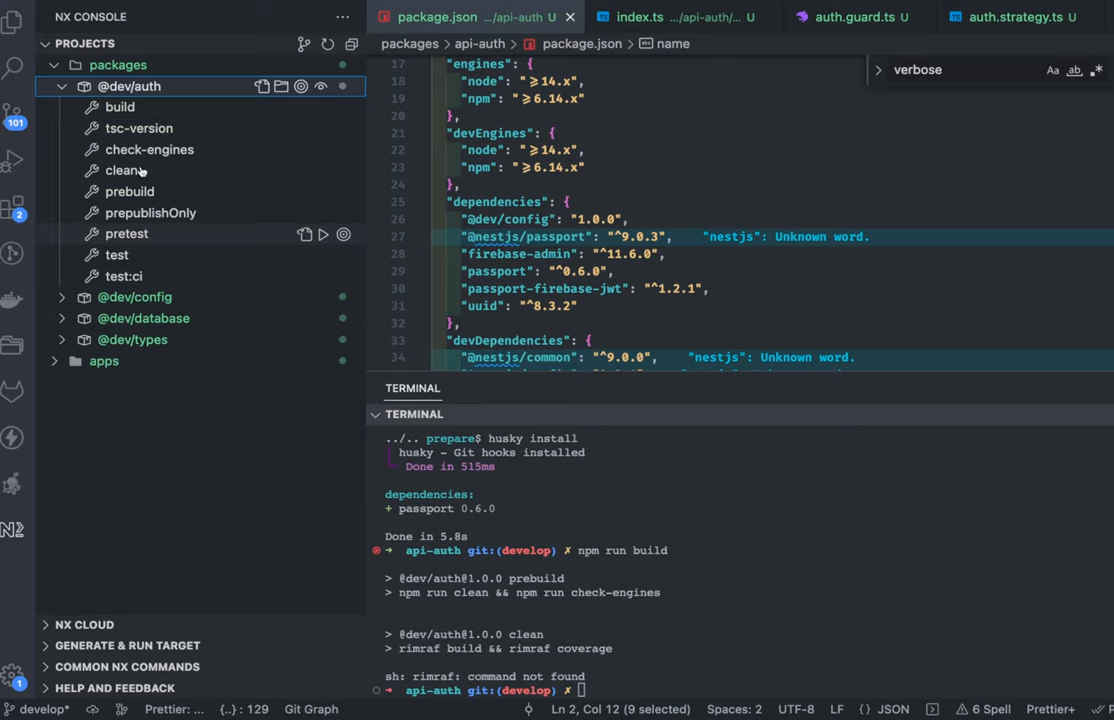 NX CONSOLE
PROJECTS
packages
@dev/auth
build
tsc-version
check-engines
clean
prebuild
prepublishOnly
pretest
test
test:ci
@dev/config
@dev/database
@dev/types
apps
NX CLOUD
GENERATE & RUN TARGET
COMMON NX COMMANDS
HELP AND FEEDBACK
101
2
1
package.json .../api-auth U
index.ts .../api-auth/... U
auth.guard.ts U
auth.strategy.ts U
packages > api-auth > package.json > abc name
verbose
Aa ab
17 "engines": {
18 "node": "≥14.x",
19 "npm": "≥6.14.x"
20 },
21 "devEngines": {
22 "node": "≥14.x",
23 "npm": "≥6.14.x"
24 },
25 "dependencies": {
26 "@dev/config": "1.0.0",
27 "@nestjs/passport": "^9.0.3", "nestjs": Unknown word.
28 "firebase-admin": "^11.6.0",
29 "passport": "^0.6.0",
30 "passport-firebase-jwt": "^1.2.1",
31 "uuid": "^8.3.2"
32 },
33 "devDependencies": {
34 "@nestjs/common": "^9.0.0", "nestjs": Unknown word.
TERMINAL
TERMINAL
../.. prepare$ husky install
husky - Git hooks installed
Done in 515ms
dependencies:
+ passport 0.6.0
Done in 5.8s
➜ api-auth git:(develop) ✗ npm run build
> @dev/auth@1.0.0 prebuild
> npm run clean && npm run check-engines
> @dev/auth@1.0.0 clean
> rimraf build && rimraf coverage
sh: rimraf: command not found
➜ api-auth git:(develop) ✗
develop* Prettier: ... {..} : 129 Git Graph Ln 2, Col 12 (9 selected) Spaces: 2 UTF-8 LF {} JSON 6 Spell Prettier+